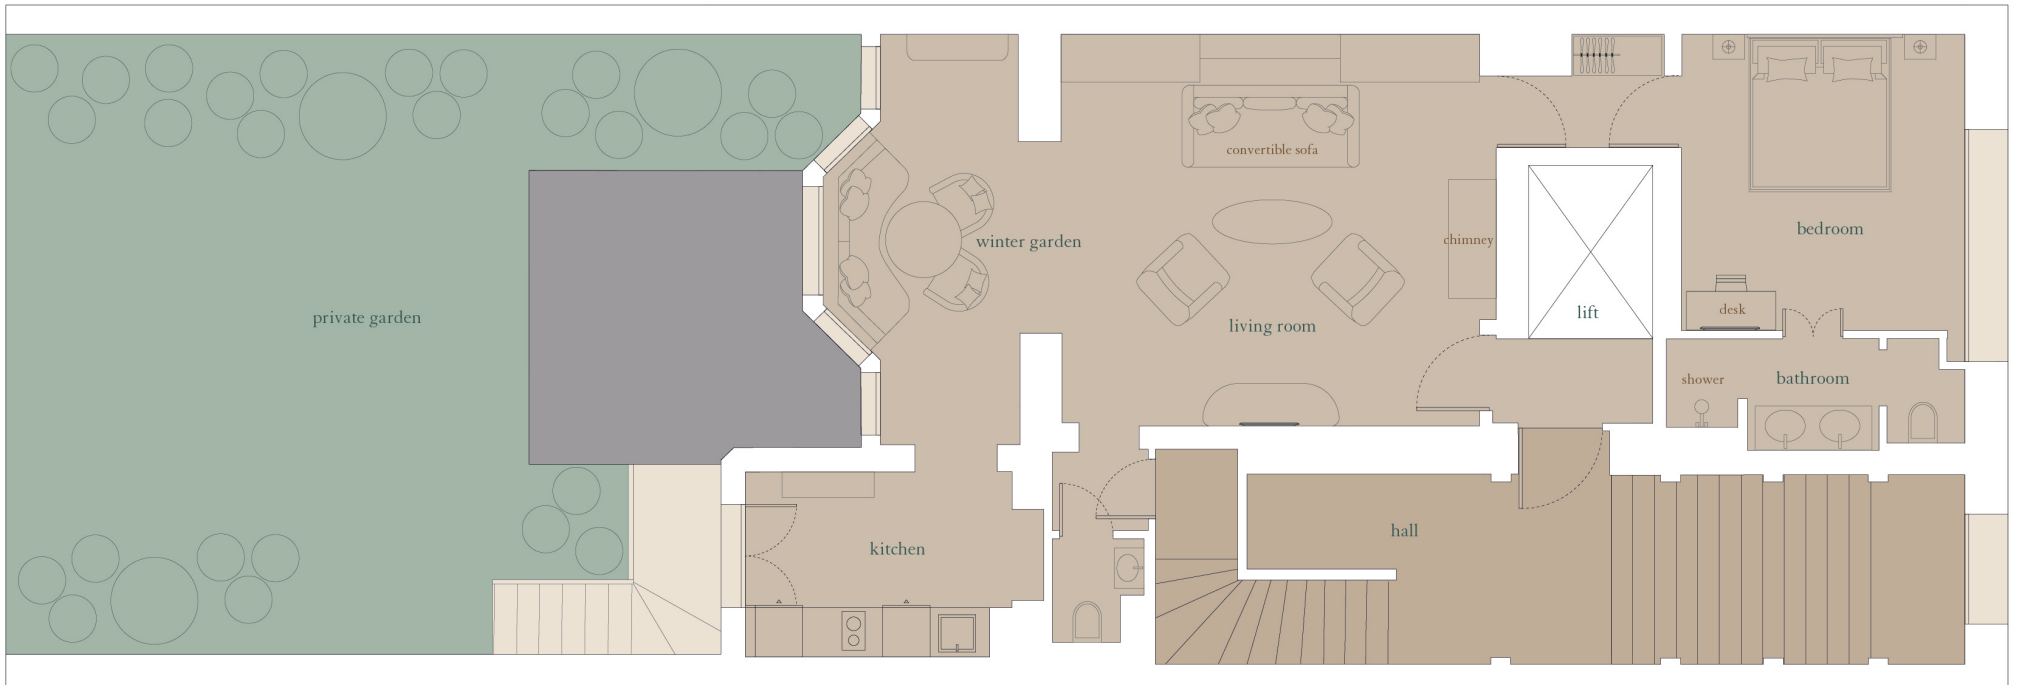 convertible sofa
bedroom
winter garden
chimney
private garden
lift
desk
living room
shower
bathroom
hall
kitchen